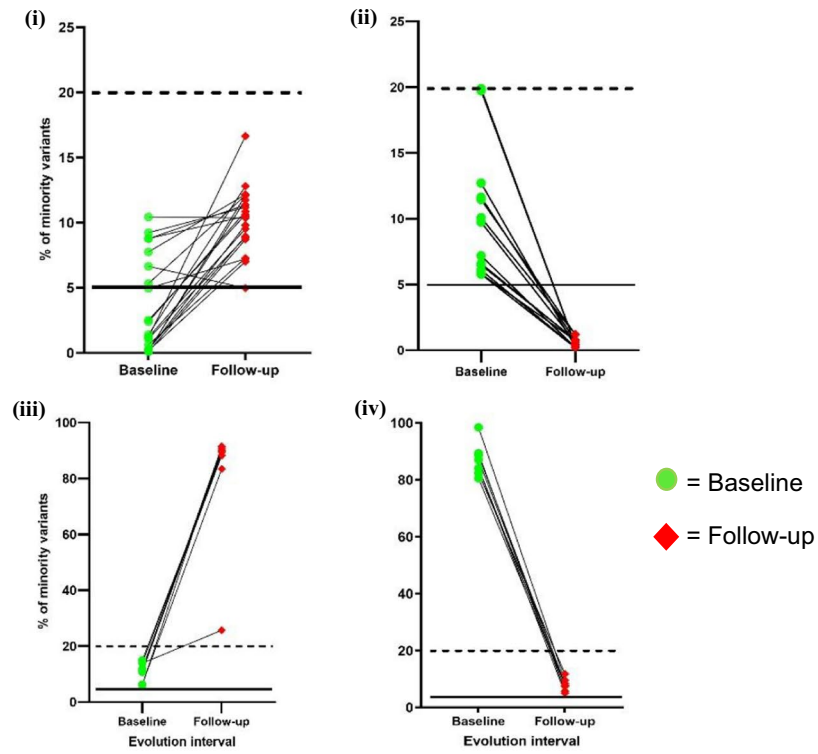 (i)
% of minority variants
25
20
15
10
5
0
Baseline
Follow-up
(ii)
25
20
15
10
5
0
Baseline
Follow-up
(iii)
% of minority variants
100
80
60
40
20
0
Baseline
Follow-up
Evolution interval
(iv)
100
80
60
40
20
0
Baseline
Follow-up
Evolution interval
= Baseline
= Follow-up